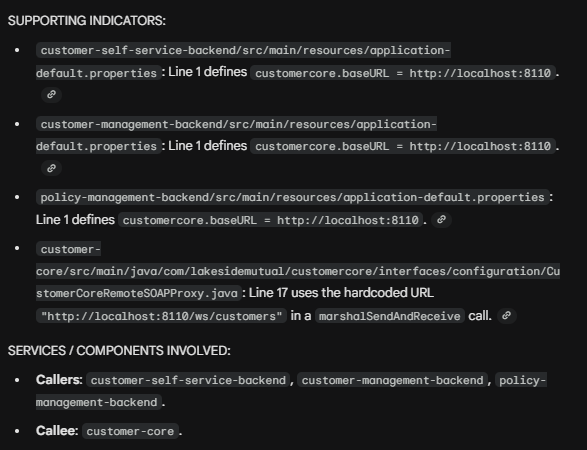 SUPPORTING INDICATORS:
customer-self-service-backend/src/main/resources/application-
default.properties: Line 1 defines customercore.baseURL = http://localhost:8110.
customer-management-backend/src/main/resources/application-
default.properties: Line 1 defines customercore.baseURL = http://localhost:8110.
policy-management-backend/src/main/resources/application-default.properties:
Line 1 defines customercore.baseURL = http://localhost:8110.
customer-
core/src/main/java/com/lakesidemutual/customercore/interfaces/configuration/Cu
stomerCoreRemoteSOAPProxy.java: Line 17 uses the hardcoded URL
"http://localhost:8110/ws/customers" in a marshalSendAndReceive call.
SERVICES / COMPONENTS INVOLVED:
Callers: customer-self-service-backend, customer-management-backend, policy-
management-backend.
Callee: customer-core.